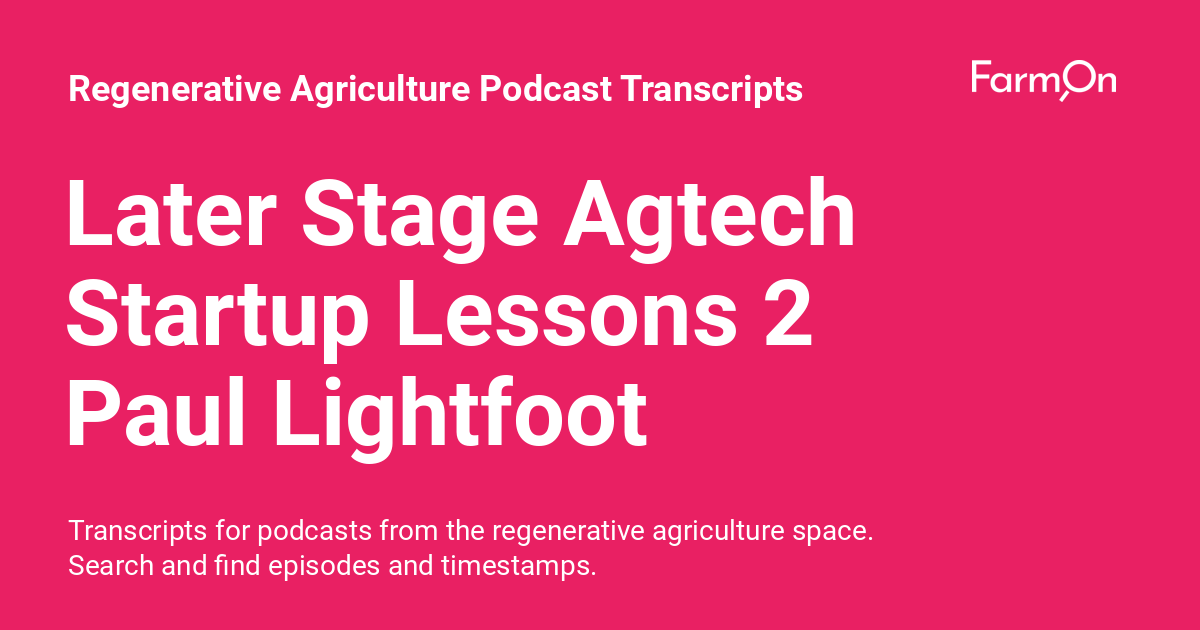 Regenerative Agriculture Podcast Transcripts
FarmOn
Later Stage Agtech
Startup Lessons 2
Paul Lightfoot
Transcripts for podcasts from the regenerative agriculture space.
Search and find episodes and timestamps.